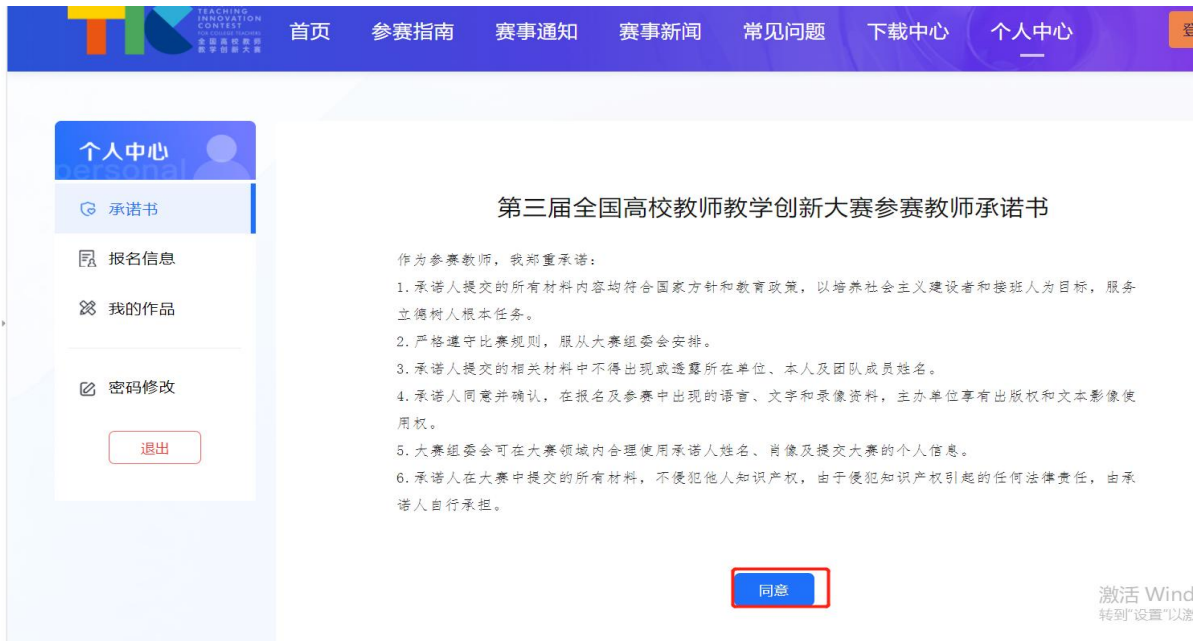 TEACHING
INNOVATION
CONTEST
FOR COLLEGE TEACHERS
全国高校教师
教学创新大赛
首页 参赛指南 赛事通知 赛事新闻 常见问题 下载中心 个人中心
个人中心
personal
承诺书
报名信息
我的作品
密码修改
退出
第三届全国高校教师教学创新大赛参赛教师承诺书
作为参赛教师，我郑重承诺：
1.承诺人提交的所有材料内容均符合国家方针和教育政策，以培养社会主义建设者和接班人为目标，服务
立德树人根本任务。
2.严格遵守比赛规则，服从大赛组委会安排。
3.承诺人提交的相关材料中不得出现或透露所在单位、本人及团队成员姓名。
4.承诺人同意并确认，在报名及参赛中出现的语言、文字和录像资料，主办单位享有出版权和文本影像使
用权。
5.大赛组委会可在大赛领域内合理使用承诺人姓名、肖像及提交大赛的个人信息。
6.承诺人在大赛中提交的所有材料，不侵犯他人知识产权，由于侵犯知识产权引起的任何法律责任，由承
诺人自行承担。
同意
激活 Wind
转到"设置"以激